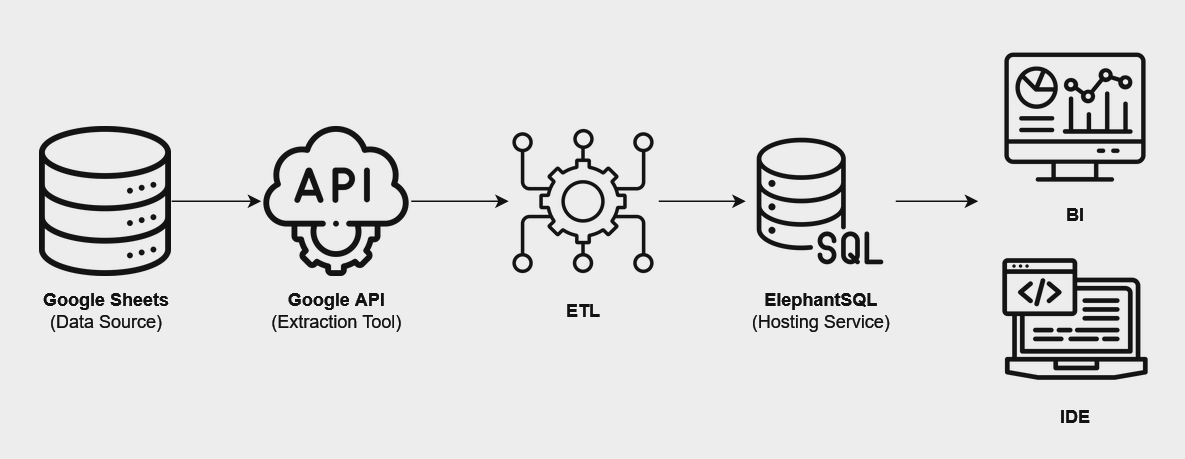 Google Sheets
(Data Source)
API
Google API
(Extraction Tool)
ETL
SQL
ElephantSQL
(Hosting Service)
BI
</>
IDE